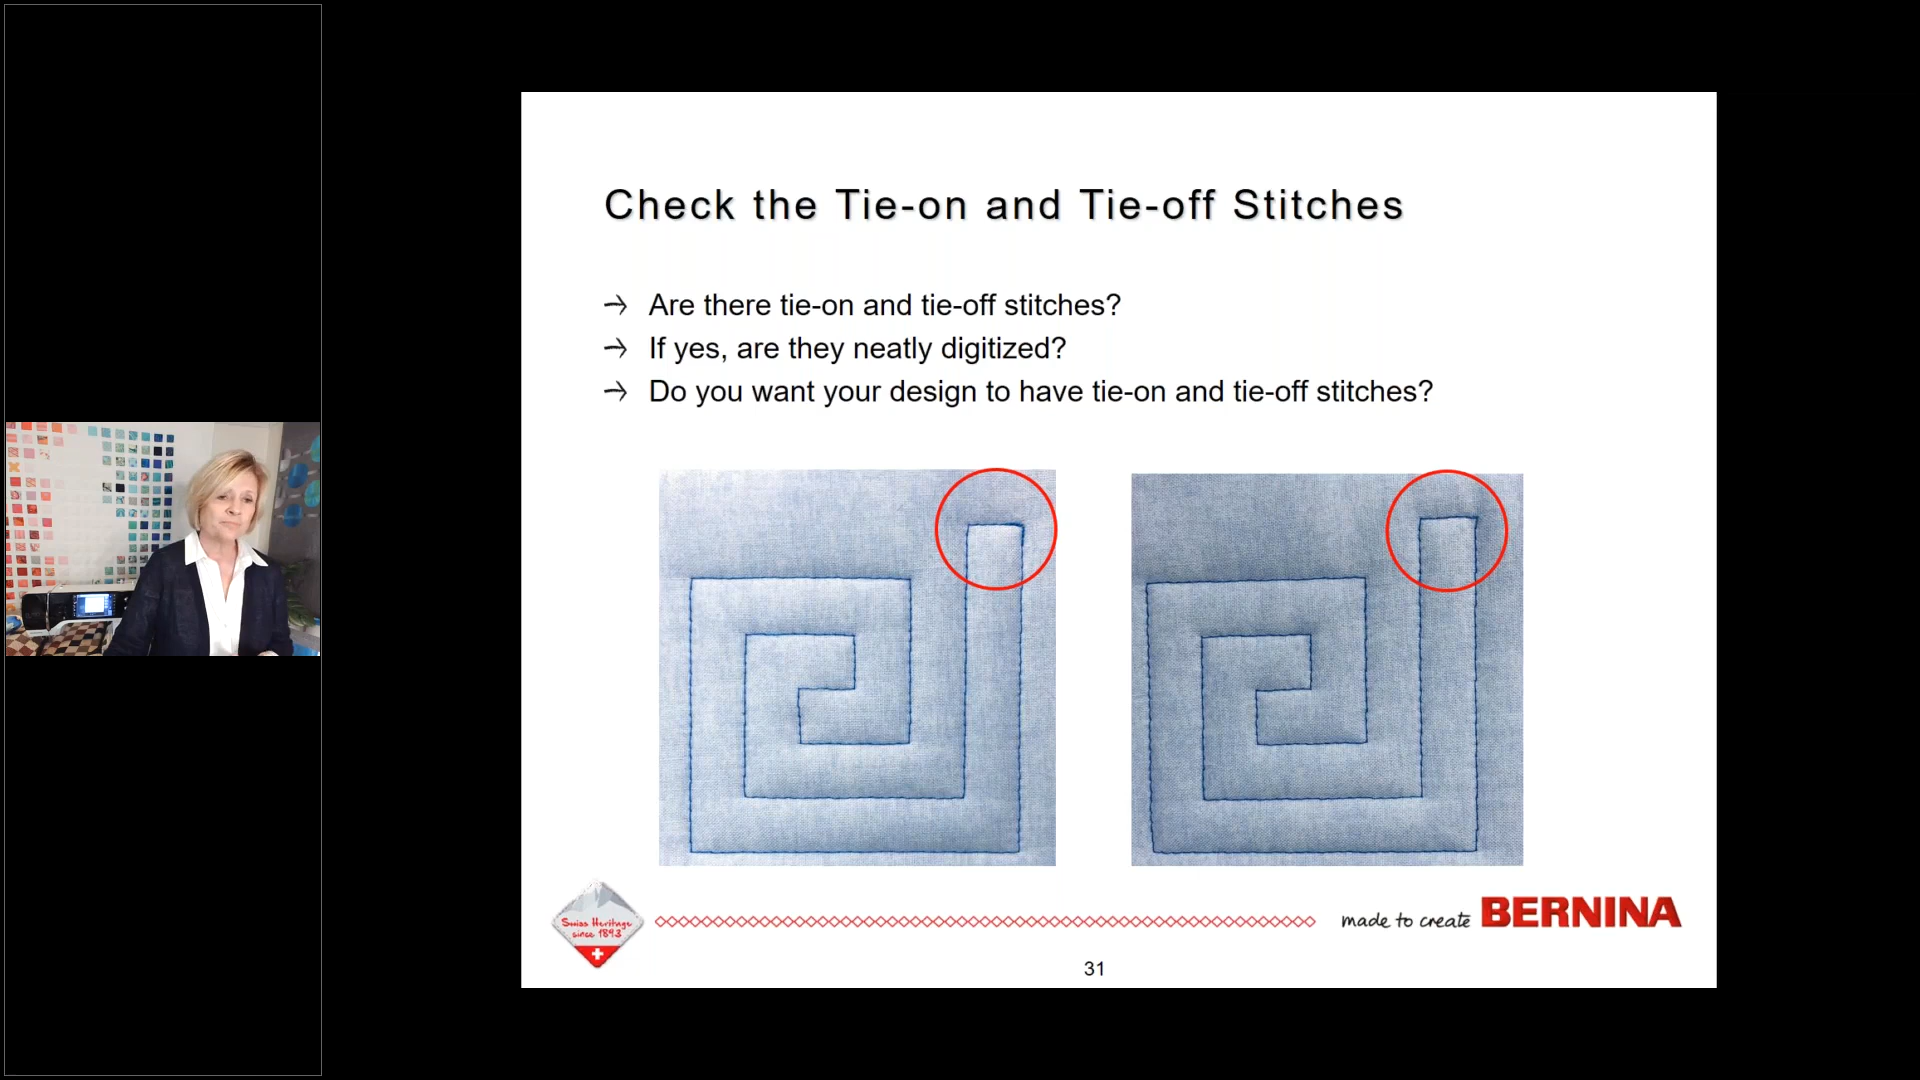 Check the Tie-on and Tie-off Stitches
Are there tie-on and tie-off stitches?
If yes, are they neatly digitized?
Do you want your design to have tie-on and tie-off stitches?
Swiss Heritage
since 1893
made to create BERNINA
31